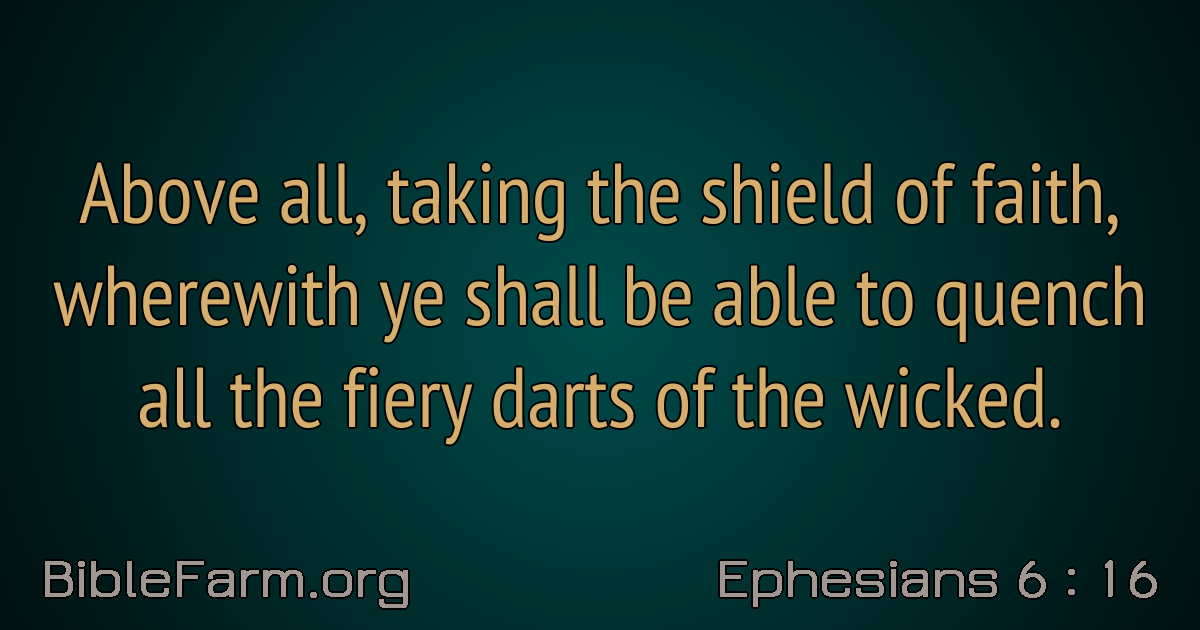 Above all, taking the shield of faith,
wherewith ye shall be able to quench
all the fiery darts of the wicked.
BibleFarm.org
Ephesians 6 : 16